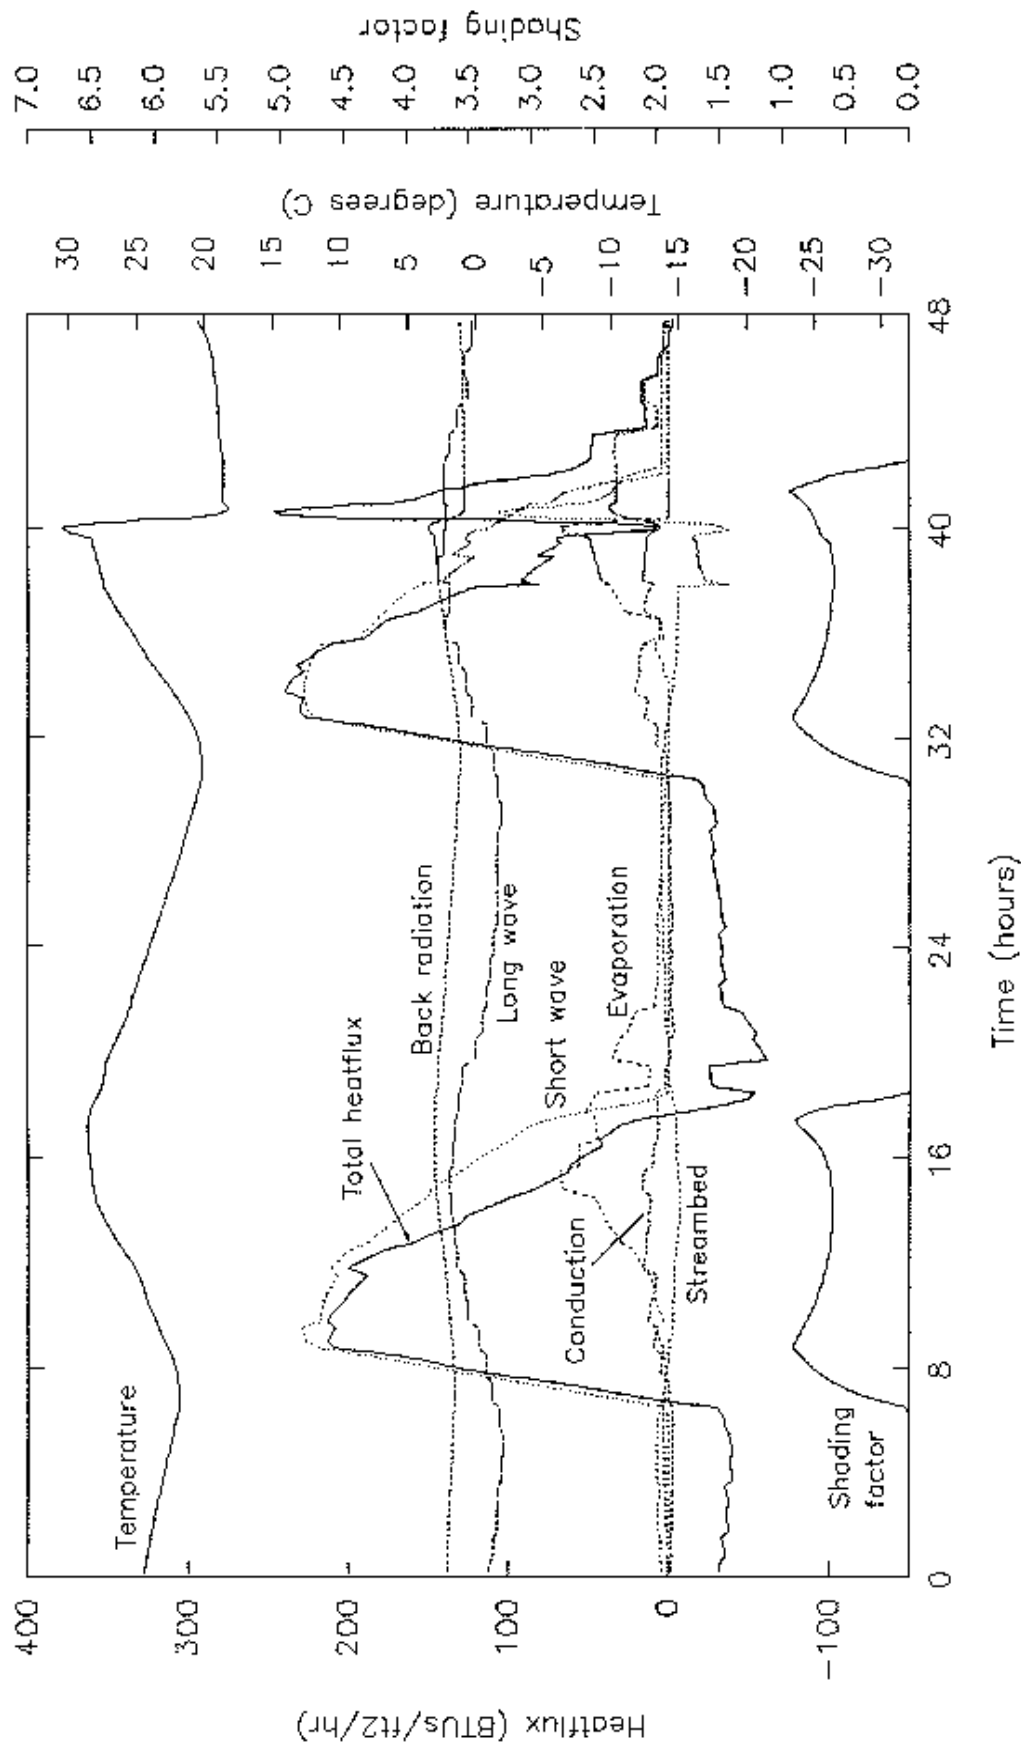 Heatflux (BTUs/ft2/hr)
400
300
200
100
0
−100
Temperature
Total heatflux
Back radiation
Long wave
Short wave
Evaporation
Conduction
Streambed
Shading
factor
0
8
16
24
32
40
48
Time (hours)
30
25
20
15
10
5
0
−5
−10
−15
−20
−25
−30
Temperature (degrees C)
7.0
6.5
6.0
5.5
5.0
4.5
4.0
3.5
3.0
2.5
2.0
1.5
1.0
0.5
0.0
Shading factor